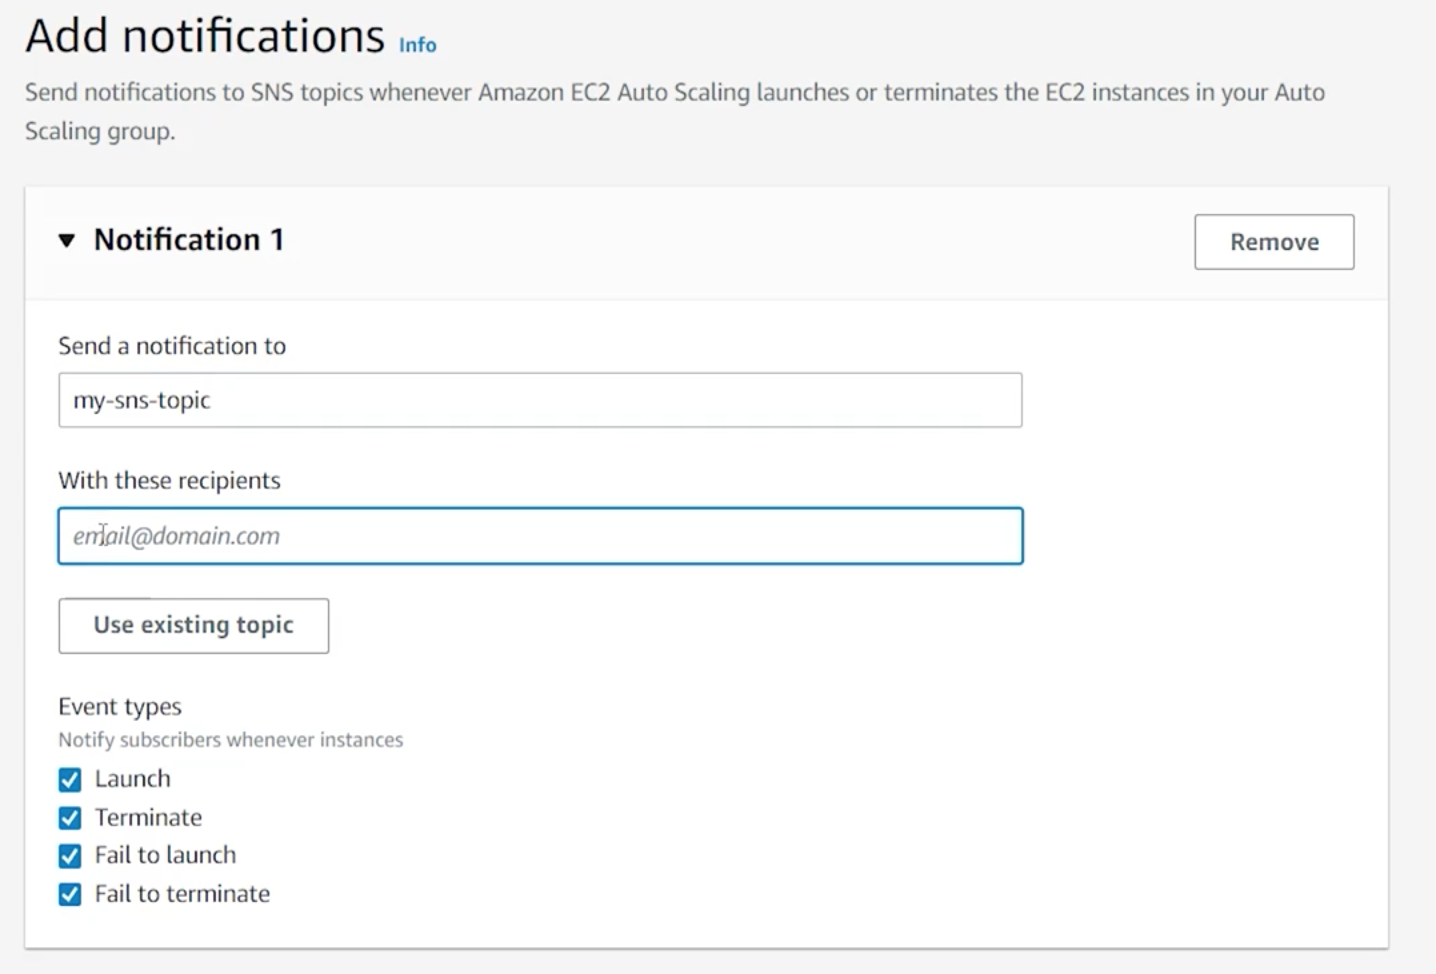 Add notifications Info
Send notifications to SNS topics whenever Amazon EC2 Auto Scaling launches or terminates the EC2 instances in your Auto
Scaling group.
Notification 1
Remove
Send a notification to
my-sns-topic
With these recipients
email@domain.com
Use existing topic
Event types
Notify subscribers whenever instances
Launch
Terminate
Fail to launch
Fail to terminate